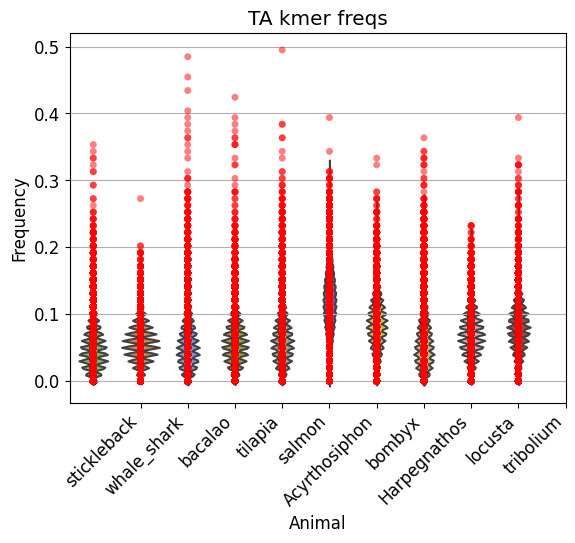 TA kmer freqs
0.5
0.4
0.3
0.2
0.1
0.0
Frequency
stickleback
whale_shark
bacalao
tilapia
salmon
Acyrthosiphon
bombyx
Harpegnathos
locusta
tribolium
Animal